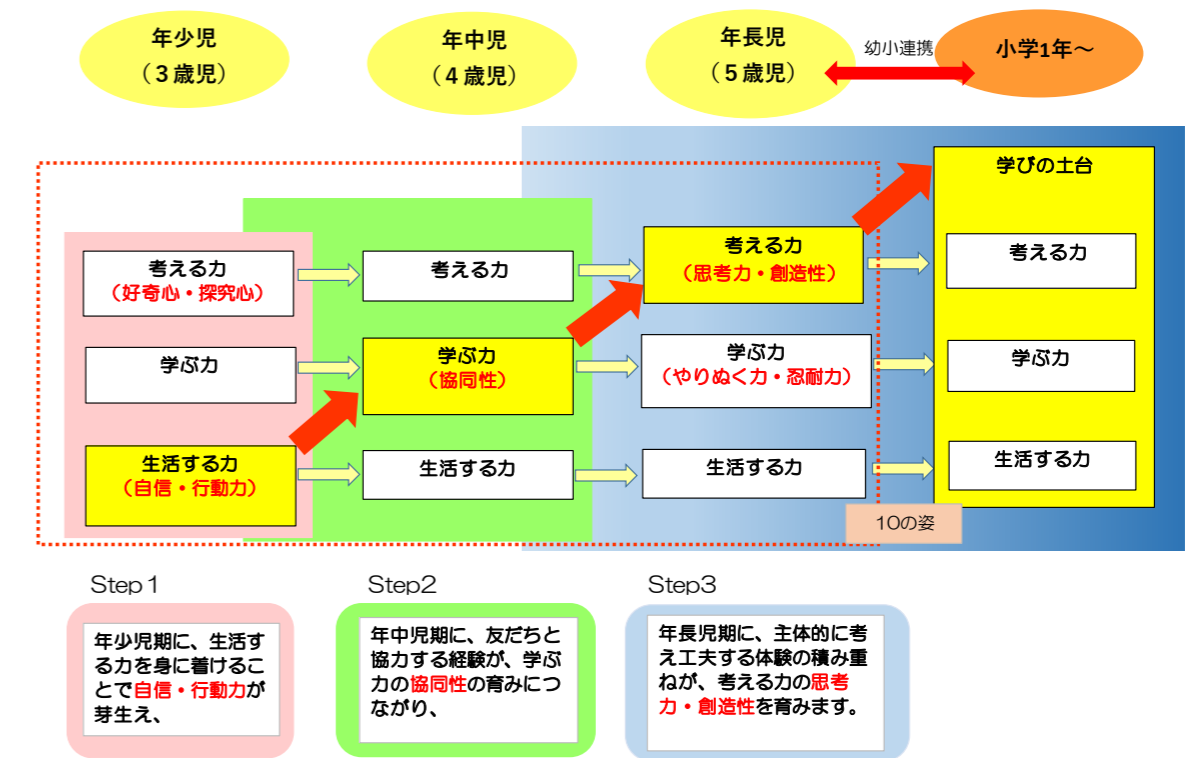 年少児
（３歳児）
年中児
（４歳児）
年長児
（５歳児）
幼小連携
小学1年～
学びの土台
考える力
（好奇心・探究心）
考える力
考える力
（思考力・創造性）
考える力
学ぶ力
学ぶ力
（協同性）
学ぶ力
（やりぬく力・忍耐力）
学ぶ力
生活する力
（自信・行動力）
生活する力
生活する力
生活する力
10の姿
Step１
年少児期に、生活す
る力を身に着けるこ
とで自信・行動力が
芽生え、
Step2
年中児期に、友だちと
協力する経験が、学ぶ
力の協同性の育みにつ
ながり、
Step3
年長児期に、主体的に考
え工夫する体験の積み重
ねが、考える力の思考
力・創造性を育みます。